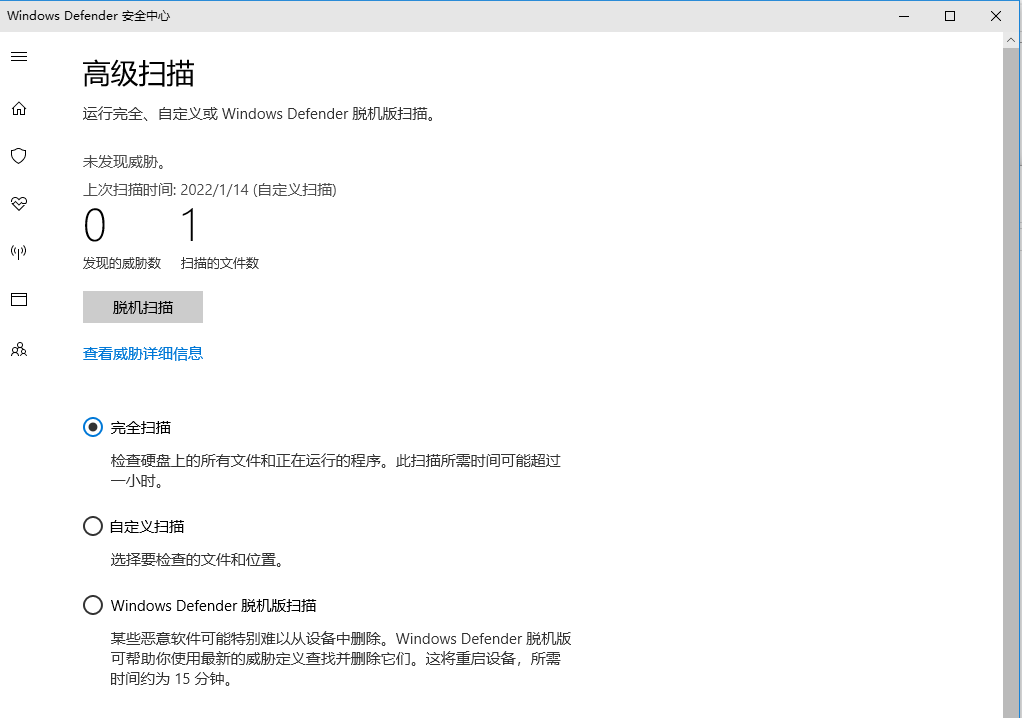 Windows Defender 安全中心
高级扫描
运行完全、自定义或 Windows Defender 脱机版扫描。
未发现威胁。
上次扫描时间: 2022/1/14 (自定义扫描)
0 1
发现的威胁数 扫描的文件数
脱机扫描
查看威胁详细信息
完全扫描
检查硬盘上的所有文件和正在运行的程序。此扫描所需时间可能超过
一小时。
自定义扫描
选择要检查的文件和位置。
Windows Defender 脱机版扫描
某些恶意软件可能特别难以从设备中删除。Windows Defender 脱机版
可帮助你使用最新的威胁定义查找并删除它们。这将重启设备，所需
时间约为 15 分钟。